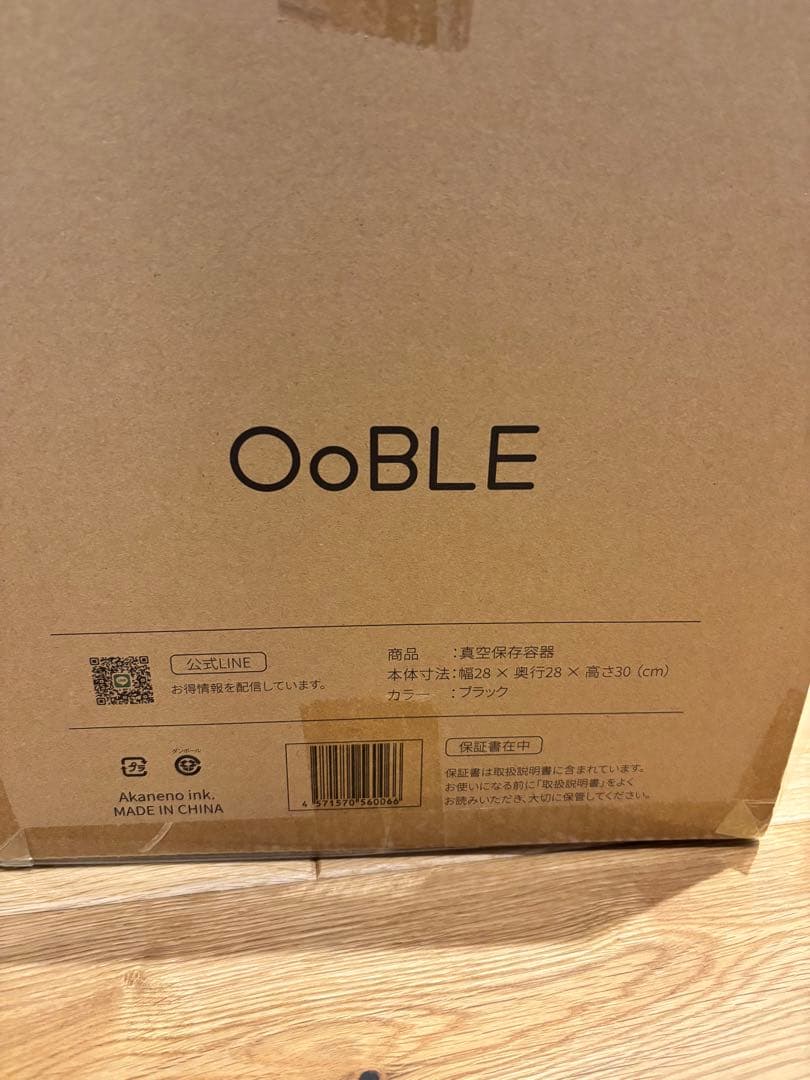 OoBLE
公式LINE
お得情報を配信しています。
商品　：真空保存容器
本体寸法：幅28 × 奥行28 × 高さ30（cm）
カラー　：ブラック
ダンボール
Akaneno ink.
MADE IN CHINA
4 571570 560066
保証書在中
保証書は取扱説明書に含まれています。
お使いになる前に「取扱説明書」をよく
お読みいただき、大切に保管してください。